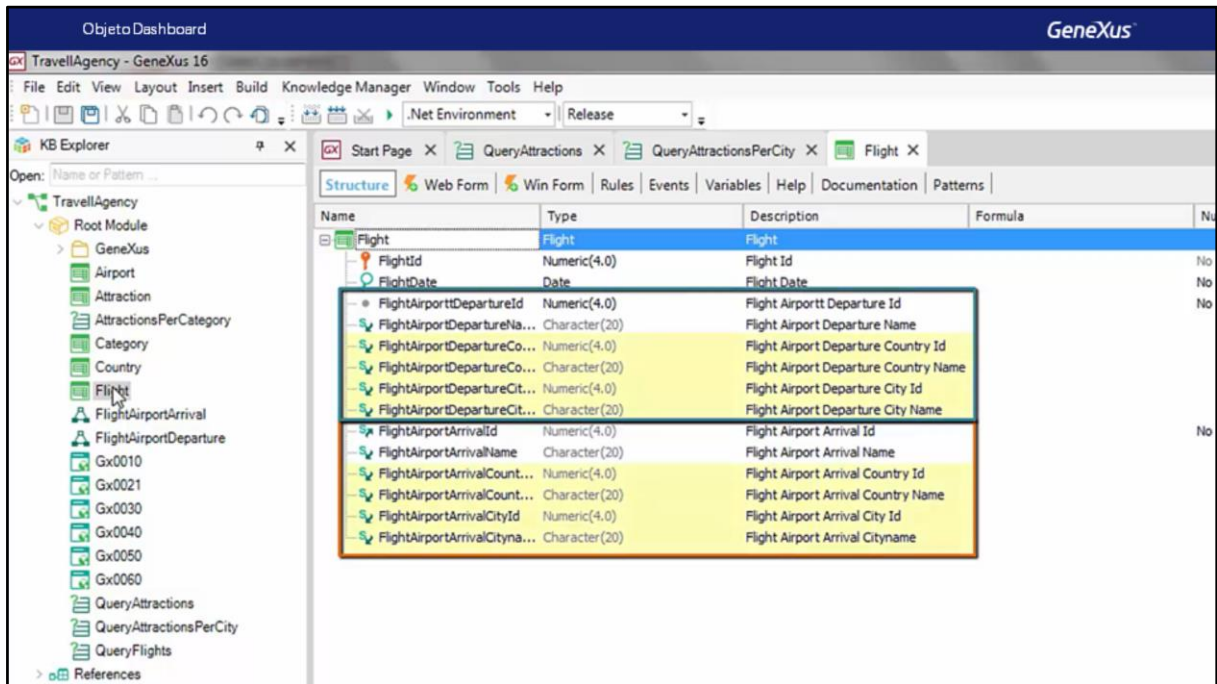 Objeto Dashboard
GeneXus
GX TravellAgency - GeneXus 16
File Edit View Layout Insert Build Knowledge Manager Window Tools Help
.Net Environment Release
KB Explorer
Open: Name or Pattern ...
TravellAgency
Root Module
GeneXus
Airport
Attraction
AttractionsPerCategory
Category
Country
Flight
FlightAirportArrival
FlightAirportDeparture
Gx0010
Gx0021
Gx0030
Gx0040
Gx0050
Gx0060
QueryAttractions
QueryAttractionsPerCity
QueryFlights
References
GX Start Page QueryAttractions QueryAttractionsPerCity Flight
Structure Web Form Win Form Rules Events Variables Help Documentation Patterns
Name Type Description Formula Nu
Flight Flight Flight
FlightId Numeric(4.0) Flight Id No
FlightDate Date Flight Date No
FlightAirporttDepartureId Numeric(4.0) Flight Airportt Departure Id No
FlightAirportDepartureNa... Character(20) Flight Airport Departure Name
FlightAirportDepartureCo... Numeric(4.0) Flight Airport Departure Country Id
FlightAirportDepartureCo... Character(20) Flight Airport Departure Country Name
FlightAirportDepartureCit... Numeric(4.0) Flight Airport Departure City Id
FlightAirportDepartureCit... Character(20) Flight Airport Departure City Name
FlightAirportArrivalId Numeric(4.0) Flight Airport Arrival Id No
FlightAirportArrivalName Character(20) Flight Airport Arrival Name
FlightAirportArrivalCount... Numeric(4.0) Flight Airport Arrival Country Id
FlightAirportArrivalCount... Character(20) Flight Airport Arrival Country Name
FlightAirportArrivalCityId Numeric(4.0) Flight Airport Arrival City Id
FlightAirportArrivalCityna... Character(20) Flight Airport Arrival Cityname